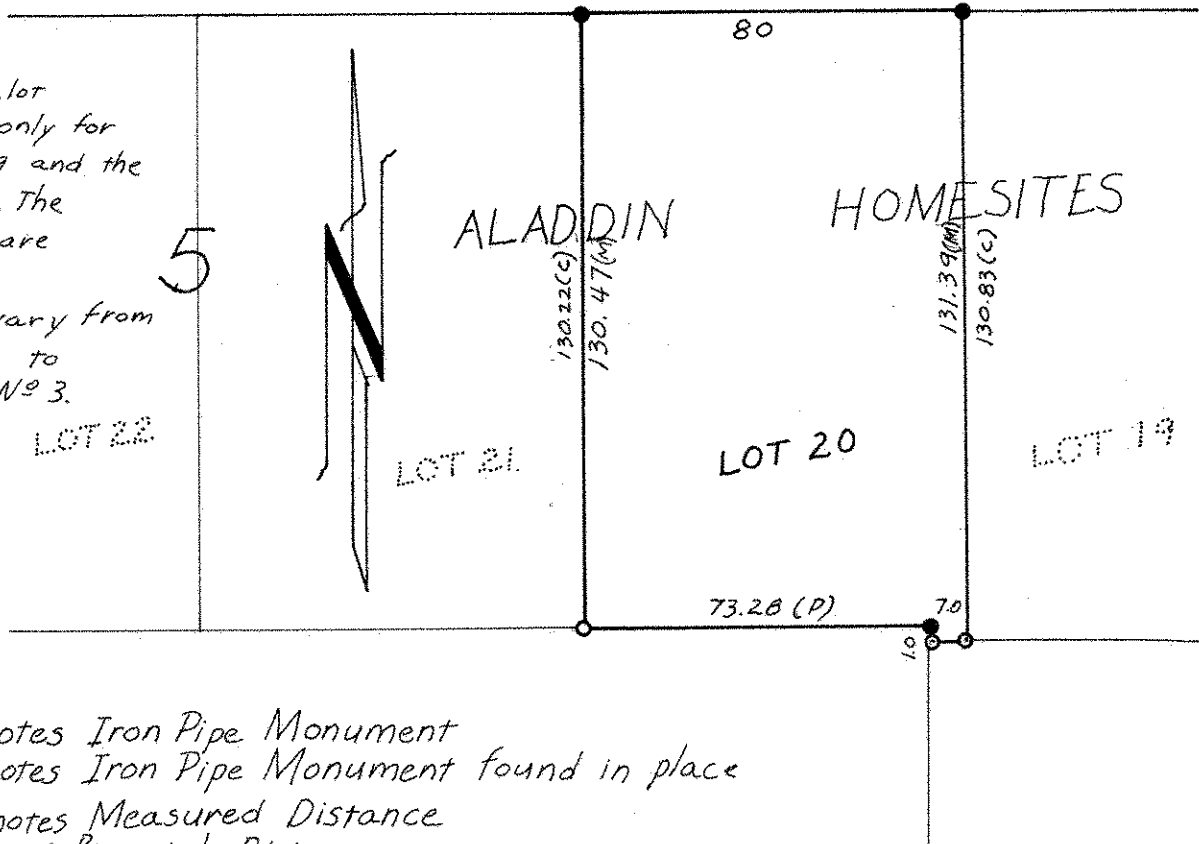 80
lot
only for
9 and the
. The
are
vary from
to
Nº 3.
5
ALADDIN
HOMESITES
130.22(C)
130.47(M)
131.39(M)
130.83(C)
LOT 22
LOT 21
LOT 20
LOT 19
73.28 (P)
7.0
1.0
otes Iron Pipe Monument
otes Iron Pipe Monument found in place
notes Measured Distance